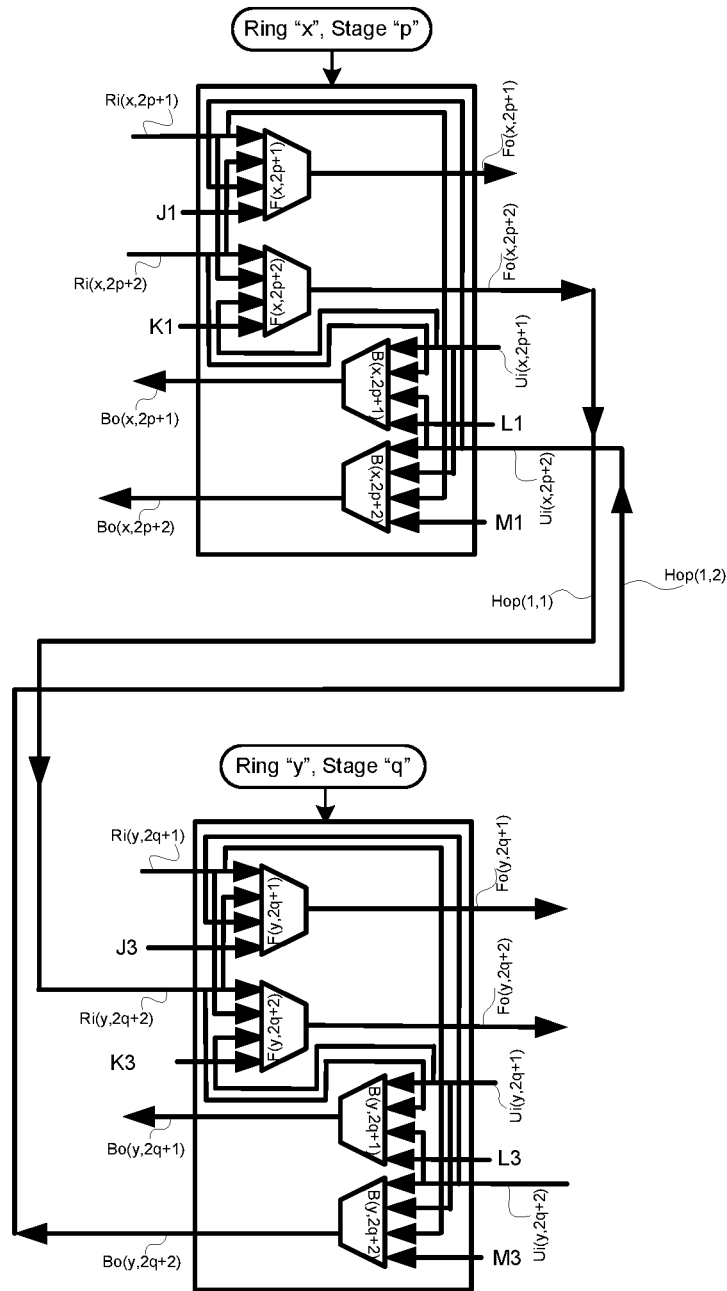 Ring “x”, Stage “p”
Ri(x,2p+1)
Fo(x,2p+1)
F(x,2p+1)
J1
Ri(x,2p+2)
F(x,2p+2)
Fo(x,2p+2)
K1
Ui(x,2p+1)
B(x,2p+1)
Bo(x,2p+1)
L1
B(x,2p+2)
Ui(x,2p+2)
Bo(x,2p+2)
M1
Hop(1,2)
Hop(1,1)
Ring “y”, Stage “q”
Ri(y,2q+1)
Fo(y,2q+1)
F(y,2q+1)
J3
Ri(y,2q+2)
F(y,2q+2)
Fo(y,2q+2)
K3
Ui(y,2q+1)
B(y,2q+1)
Bo(y,2q+1)
L3
B(y,2q+2)
Ui(y,2q+2)
Bo(y,2q+2)
M3